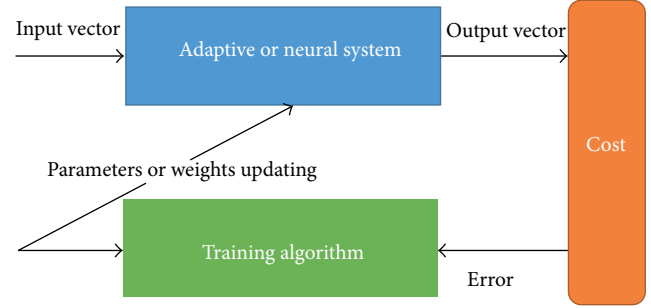 Input vector
Adaptive or neural system
Output vector
Cost
Parameters or weights updating
Training algorithm
Error